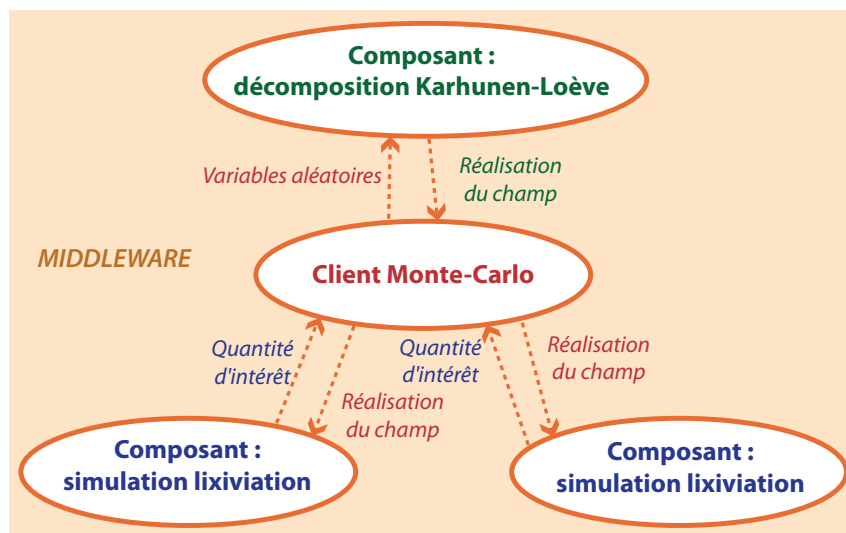 Composant :
décomposition Karhunen-Loève
Variables aléatoires
Réalisation
du champ
MIDDLEWARE
Client Monte-Carlo
Quantité
d'intérêt
Réalisation
du champ
Quantité
d'intérêt
Réalisation
du champ
Composant :
simulation lixiviation
Composant :
simulation lixiviation